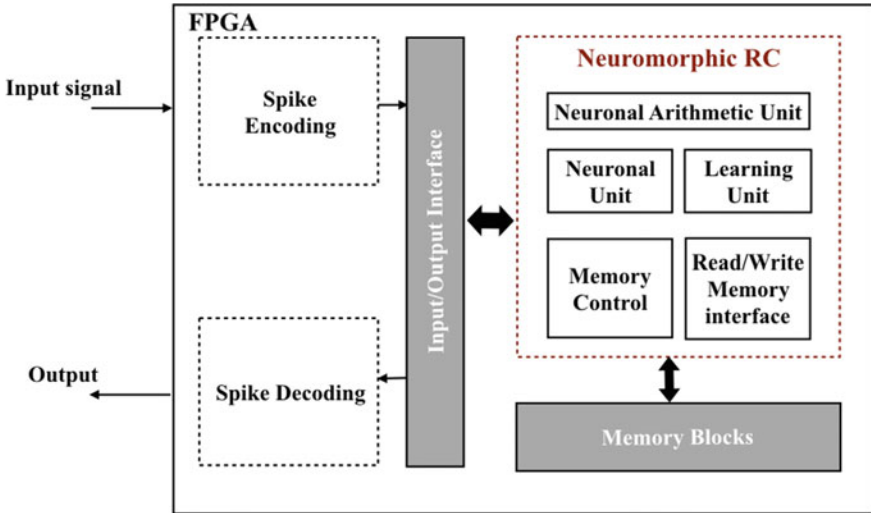 FPGA
Input signal
Spike
Encoding
Input/Output Interface
Neuromorphic RC
Neuronal Arithmetic Unit
Neuronal
Unit
Learning
Unit
Memory
Control
Read/Write
Memory
interface
Output
Spike Decoding
Memory Blocks